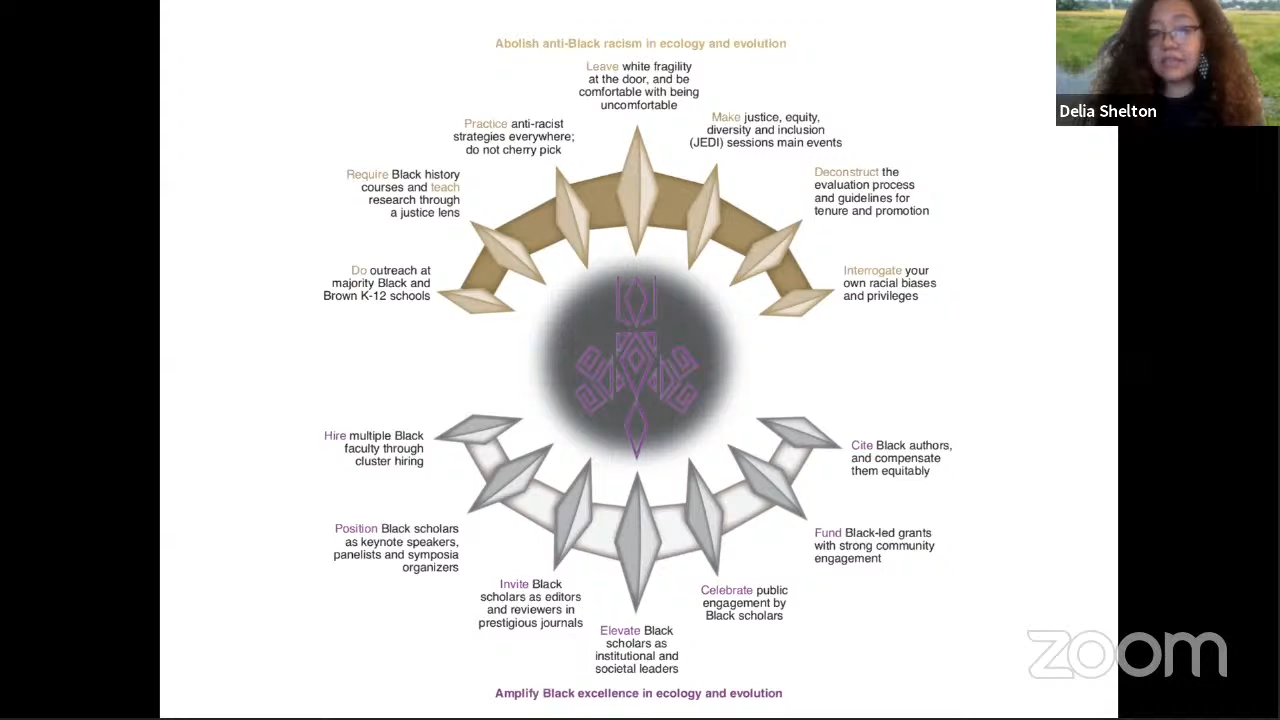 Abolish anti-Black racism in ecology and evolution
Leave white fragility
at the door, and be
comfortable with being
uncomfortable
Practice anti-racist
strategies everywhere;
do not cherry pick
Make justice, equity,
diversity and inclusion
(JEDI) sessions main events
Require Black history
courses and teach
research through
a justice lens
Deconstruct the
evaluation process
and guidelines for
tenure and promotion
Do outreach at
majority Black and
Brown K-12 schools
Interrogate your
own racial biases
and privileges
Hire multiple Black
faculty through
cluster hiring
Cite Black authors,
and compensate
them equitably
Position Black scholars
as keynote speakers,
panelists and symposia
organizers
Fund Black-led grants
with strong community
engagement
Invite Black
scholars as editors
and reviewers in
prestigious journals
Celebrate public
engagement by
Black scholars
Elevate Black
scholars as
institutional and
societal leaders
Amplify Black excellence in ecology and evolution
Delia Shelton
zoom